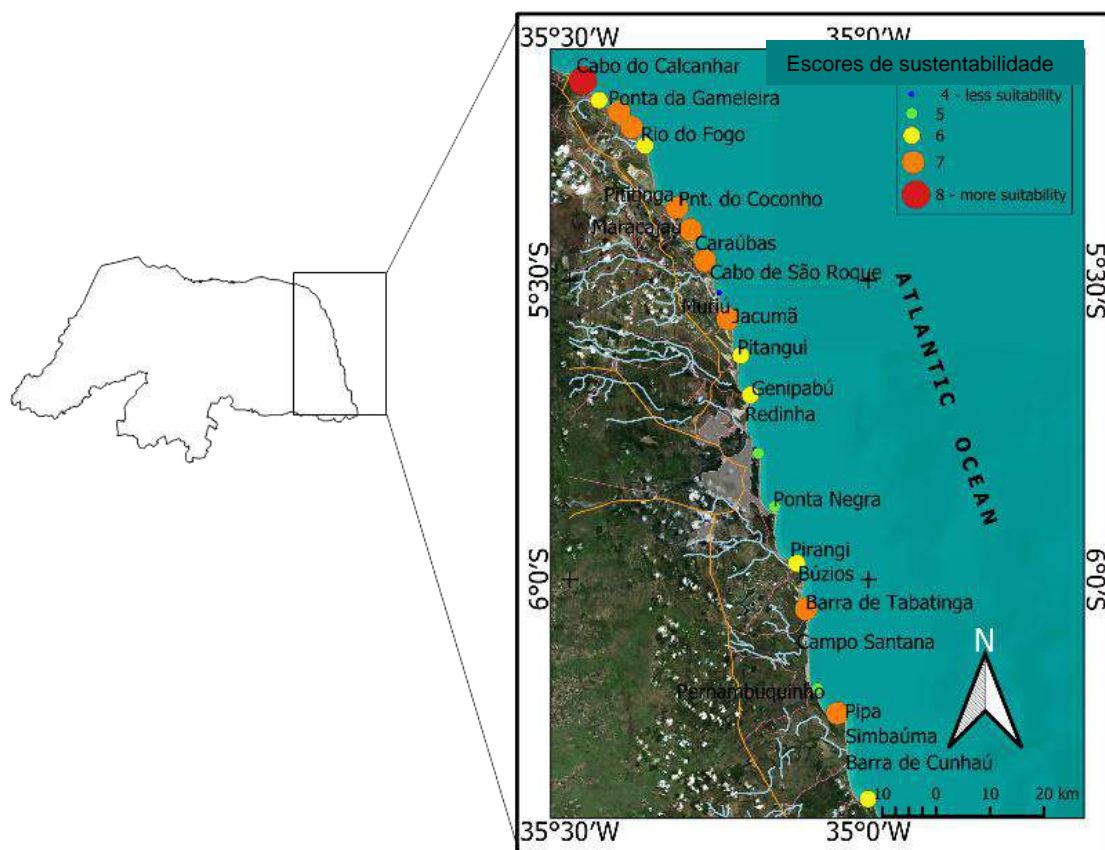 35°30'W
35°0'W
Escores de sustentabilidade
4 - less suitability
5
6
7
8 - more suitability
Cabo do Calcanhar
Ponta da Gameleira
Rio do Fogo
Pititinga
Pnt. do Coconho
Maracajaú
Caraúbas
Cabo de São Roque
5°30'S
5°30'S
Muriú
Jacumã
Pitangui
Genipabú
Redinha
ATLANTIC OCEAN
Ponta Negra
Pirangi
Búzios
6°0'S
6°0'S
Barra de Tabatinga
Campo Santana
N
Pernambuquinho
Pipa
Simbaúma
Barra de Cunhaú
10 0 10 20 km
35°30'W
35°0'W